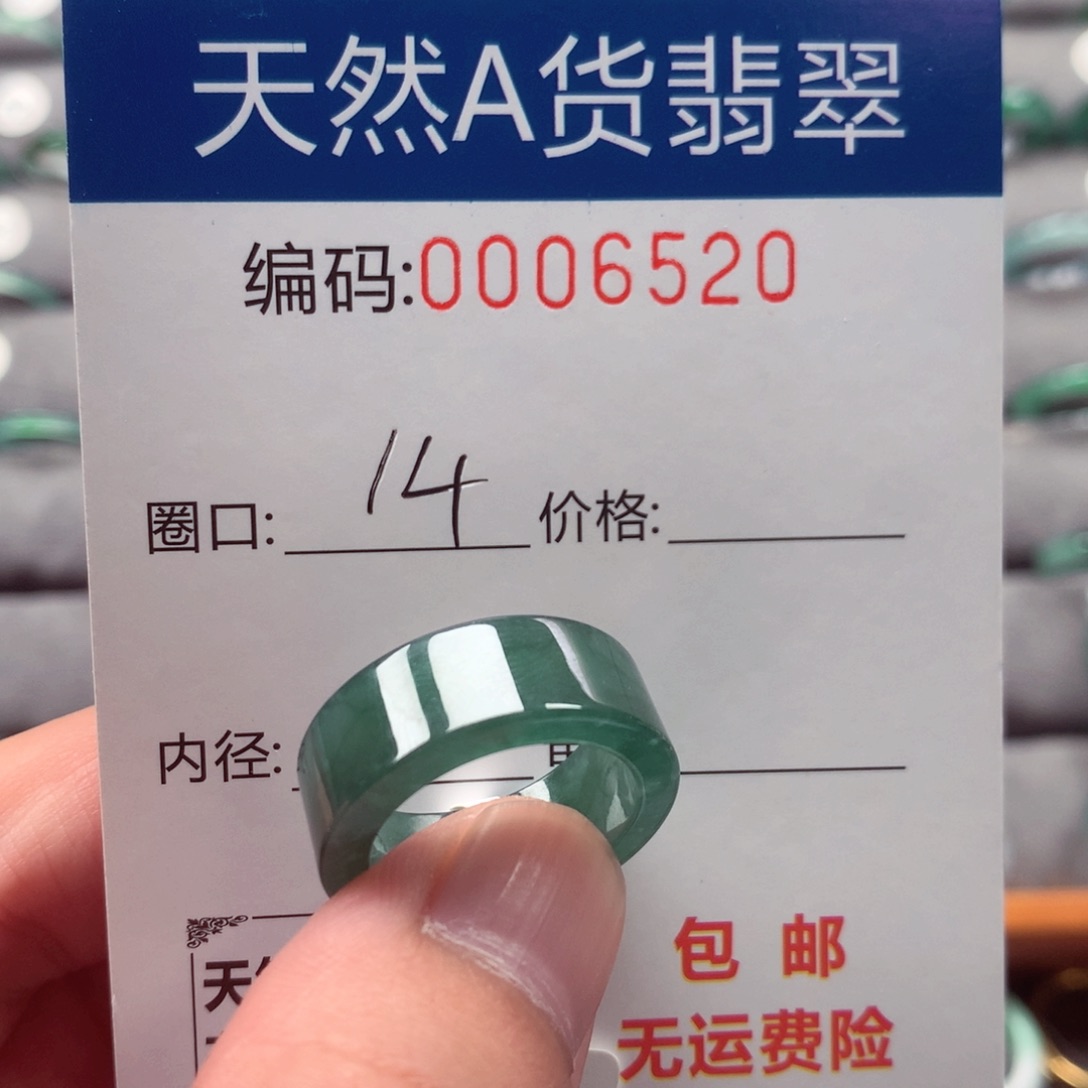 天然A货翡翠
编码:0006520
圈口: 14 价格:
内径:
天
包 邮
无运费险